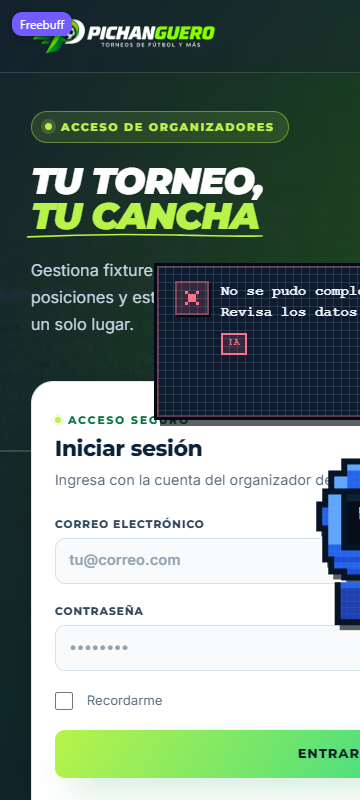 Freebuff
PICHANGUERO
TORNEOS DE FÚTBOL Y MÁS
ACCESO DE ORGANIZADORES
TU TORNEO,
TU CANCHA
Gestiona fixture
posiciones y est
un solo lugar.
No se pudo comple
Revisa los datos
IA
ACCESO SEGURO
Iniciar sesión
Ingresa con la cuenta del organizador de
CORREO ELECTRÓNICO
tu@correo.com
CONTRASEÑA
Recordarme
ENTRAR